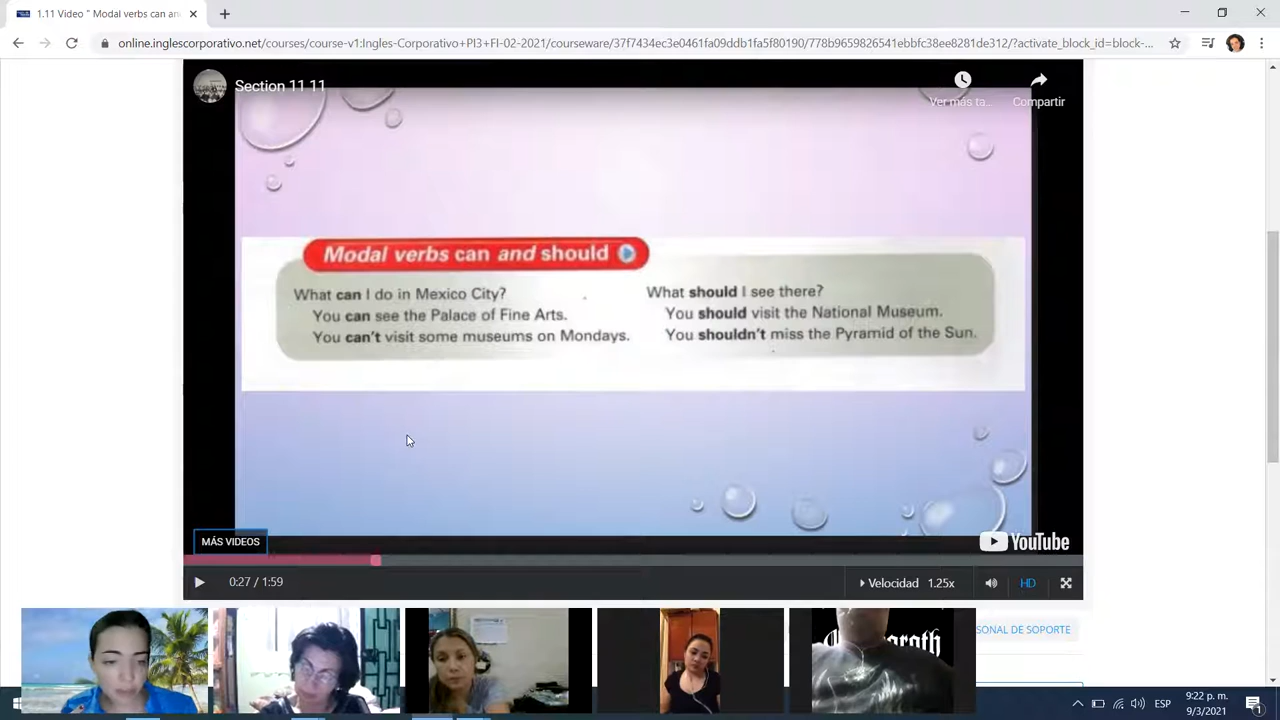 1.11 Video " Modal verbs can an
online.inglescorporativo.net/courses/course-v1:Ingles-Corporativo+PI3+FI-02-2021/courseware/37f7434ec3e0461fa09ddb1fa5f80190/778b9659826541ebbfc38ee8281de312/?activate_block_id=block-...
Section 11 11
Ver más ta...
Compartir
Modal verbs can and should
What can I do in Mexico City?
You can see the Palace of Fine Arts.
You can't visit some museums on Mondays.
What should I see there?
You should visit the National Museum.
You shouldn't miss the Pyramid of the Sun.
MÁS VIDEOS
YouTube
0:27 / 1:59
Velocidad 1.25x
HD
SONAL DE SOPORTE
ESP
9:22 p. m.
9/3/2021
1